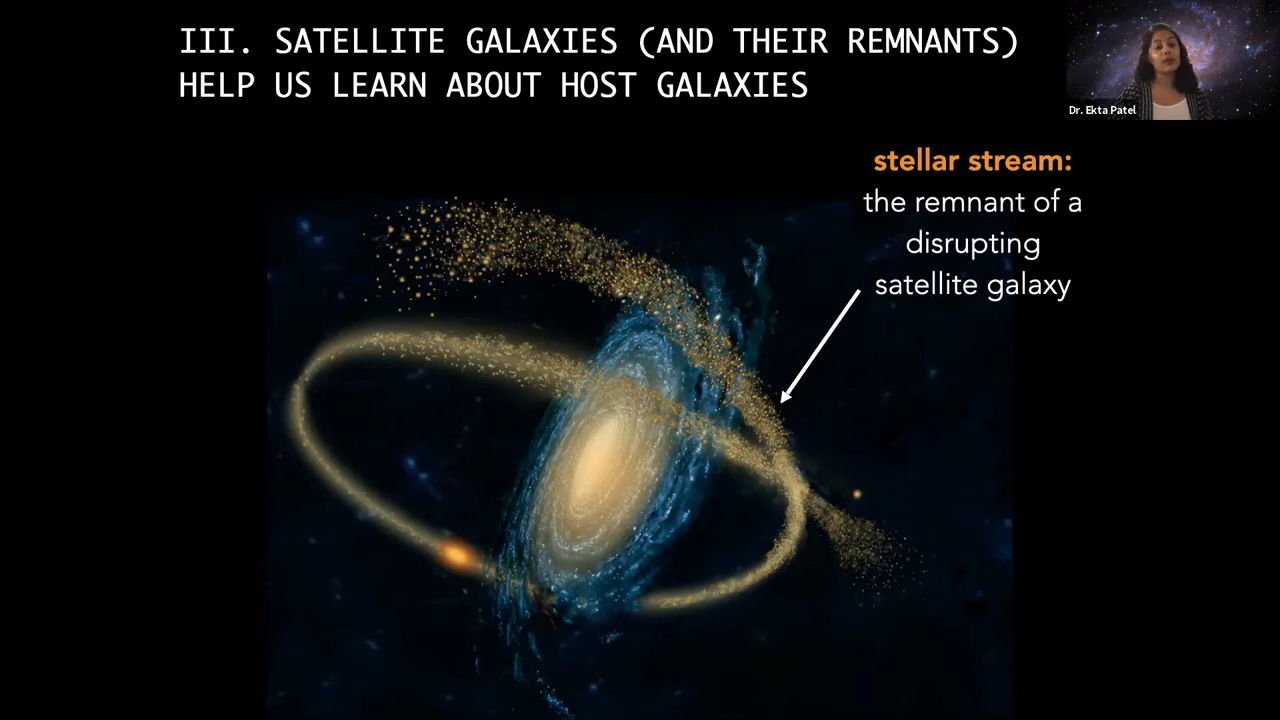 III. SATELLITE GALAXIES (AND THEIR REMNANTS)
HELP US LEARN ABOUT HOST GALAXIES
Dr. Ekta Patel
stellar stream:
the remnant of a
disrupting
satellite galaxy